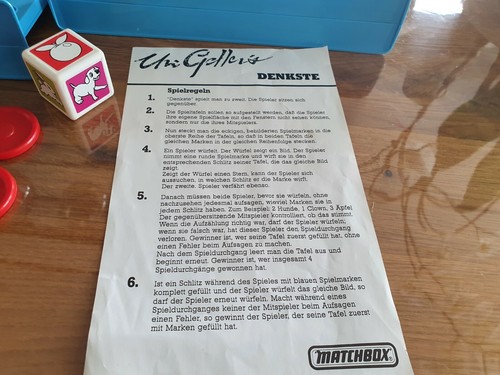 Uri Geller's
DENKSTE
Spielregeln
1. "Denkste" spielt man zu zweit. Die Spieler sitzen sich
gegenüber.
2. Die Spieltafeln sollen so aufgestellt werden, daß die Spieler
ihre eigene Spielfläche mit den Fenstern nicht sehen können,
sondern nur die ihres Mitspielers.
3. Nun steckt man die eckigen, bebilderten Spielmarken in die
oberste Reihe der Tafeln, so daß in beiden Tafeln die
gleichen Marken in der gleichen Reihenfolge stecken.
4. Ein Spieler würfelt. Der Würfel zeigt ein Bild. Der Spieler
nimmt eine runde Spielmarke und wirft sie in den
entsprechenden Schlitz seiner Tafel, die das gleiche Bild
zeigt.
Zeigt der Würfel einen Stern, kann der Spieler sich
aussuchen, in welchen Schlitz er die Marke wirft.
Der zweite Spieler verfährt ebenso.
5. Danach müssen beide Spieler, bevor sie würfeln, ohne
nachzusehen jedesmal aufsagen, wieviel Marken sie in
jedem Schlitz haben. Zum Beispiel: 2 Hunde, 1 Clown, 3 Äpfel.
Der gegenübersitzende Mitspieler kontrolliert, ob das stimmt.
Wenn die Aufzählung richtig war, darf der Spieler würfeln;
wenn sie falsch war, hat dieser Spieler den Spieldurchgang
verloren. Gewinner ist, wer seine Tafel zuerst gefüllt hat, ohne
einen Fehler beim Aufsagen zu machen.
Nach dem Spieldurchgang leert man die Tafel aus und
beginnt erneut. Gewinner ist, wer insgesamt 4
Spieldurchgänge gewonnen hat.
6. Ist ein Schlitz während des Spieles mit blauen Spielmarken
komplett gefüllt und der Spieler würfelt das gleiche Bild, so
darf der Spieler erneut würfeln. Macht während eines
Spieldurchganges keiner der Mitspieler beim Aufsagen
einen Fehler, so gewinnt der Spieler, der seine Tafel zuerst
mit Marken gefüllt hat.
MATCHBOX